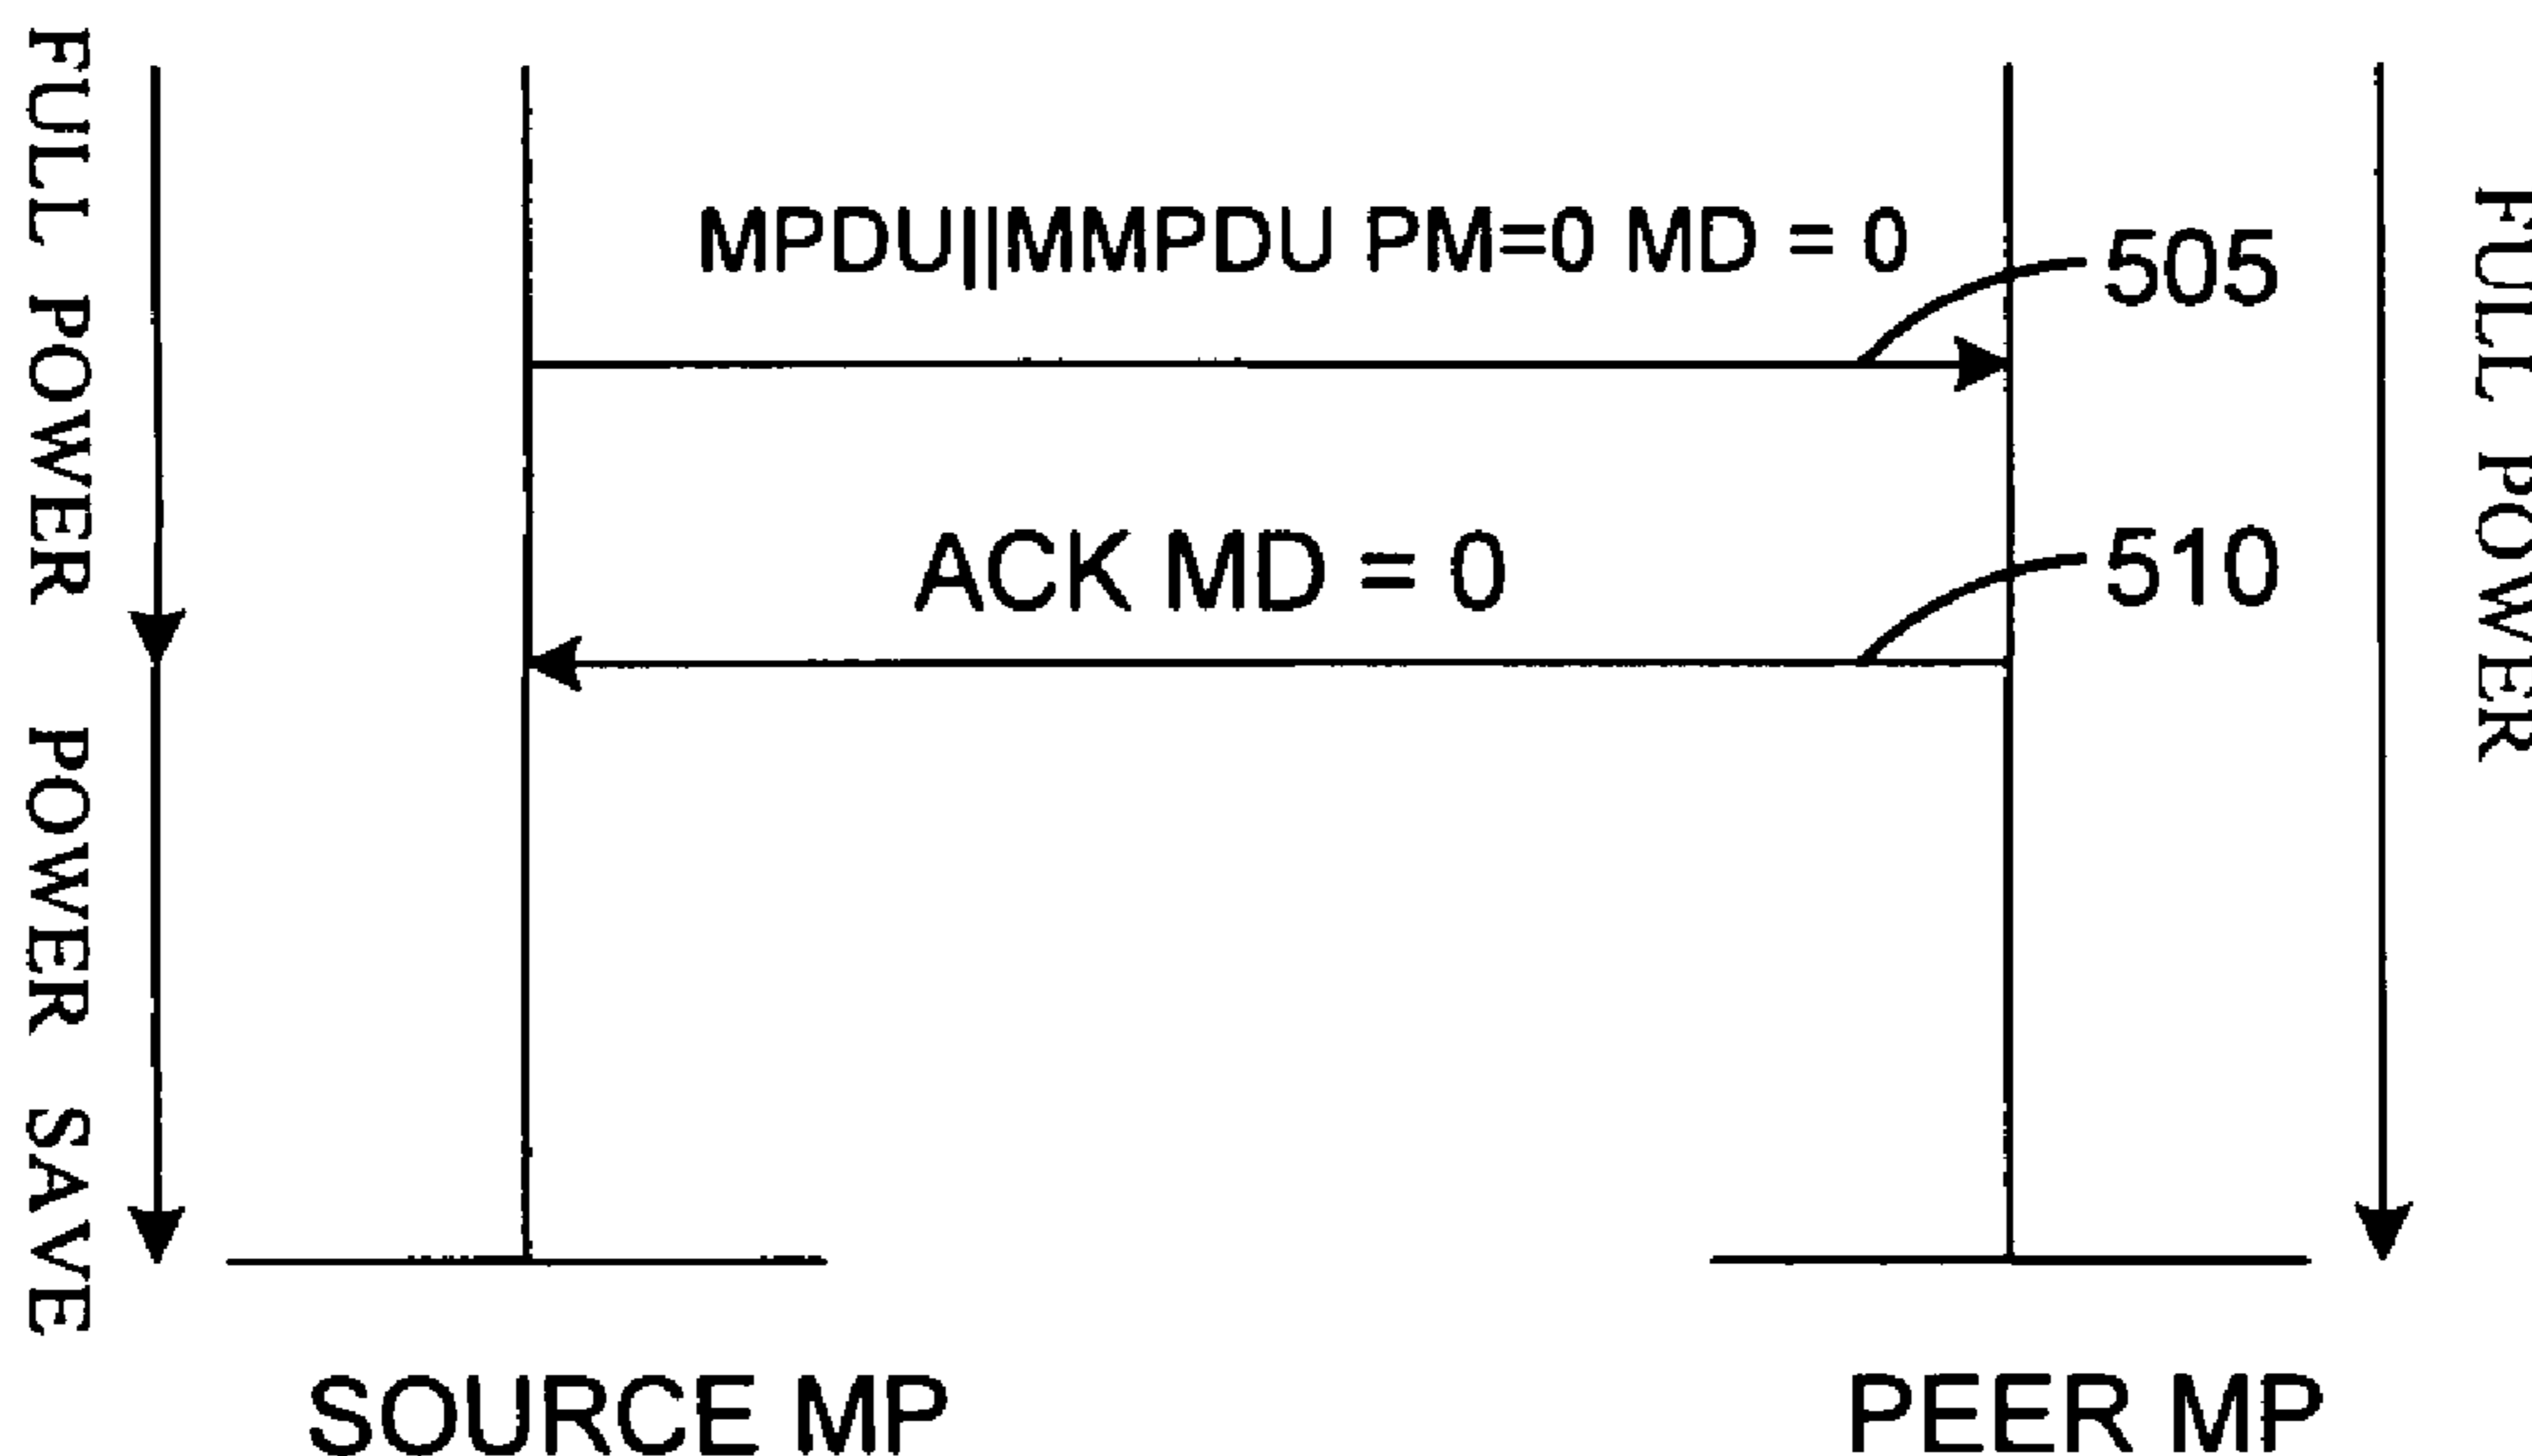 FULL POWER
POWER SAVE
MPDU||MMPDU PM=0 MD = 0
505
ACK MD = 0
510
FULL POWER
SOURCE MP
PEER MP